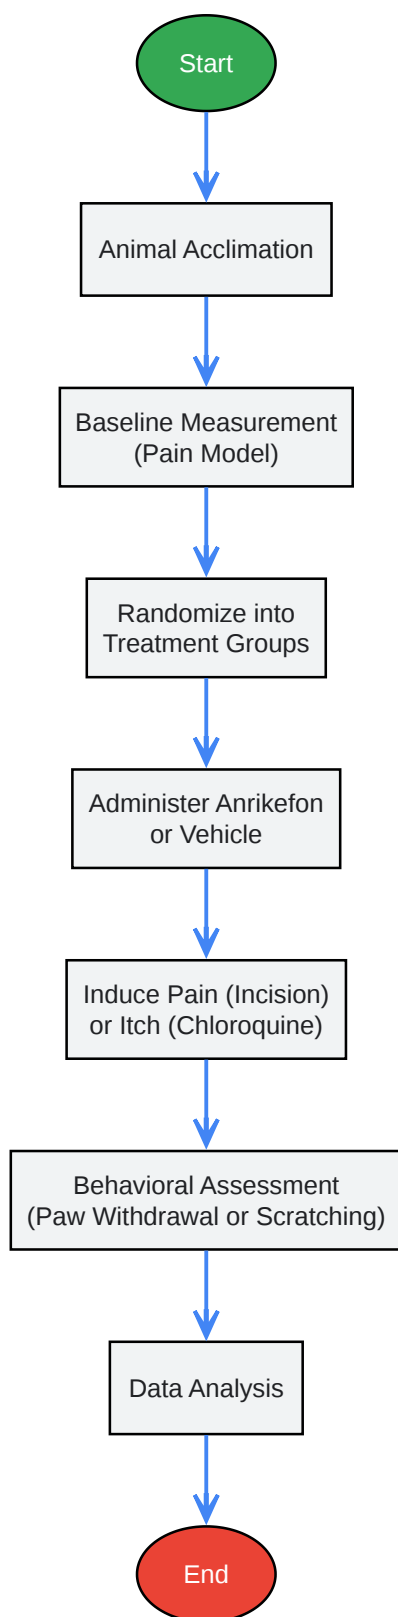 Start
Animal Acclimation
Baseline Measurement
(Pain Model)
Randomize into
Treatment Groups
Administer Anrikefon
or Vehicle
Induce Pain (Incision)
or Itch (Chloroquine)
Behavioral Assessment
(Paw Withdrawal or Scratching)
Data Analysis
End